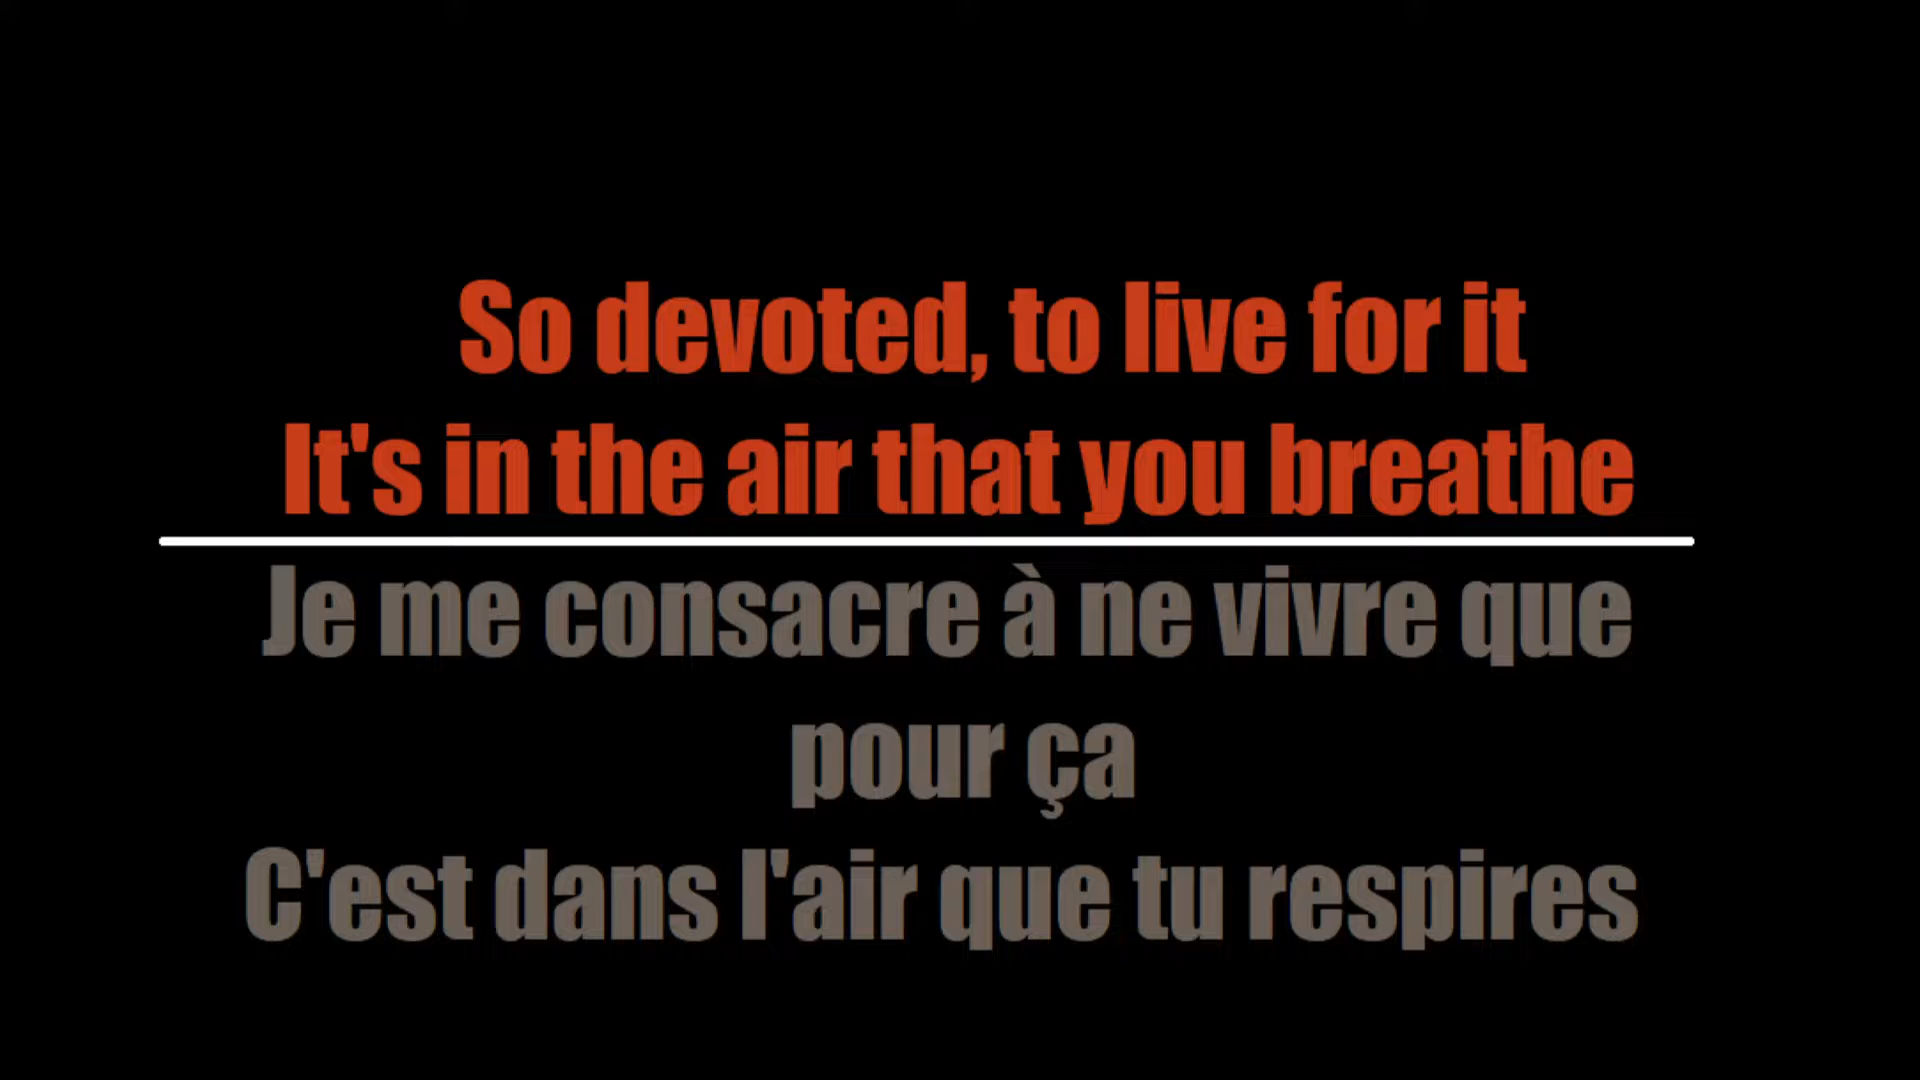 So devoted, to live for it
It's in the air that you breathe
Je me consacre à ne vivre que
pour ça
C'est dans l'air que tu respires